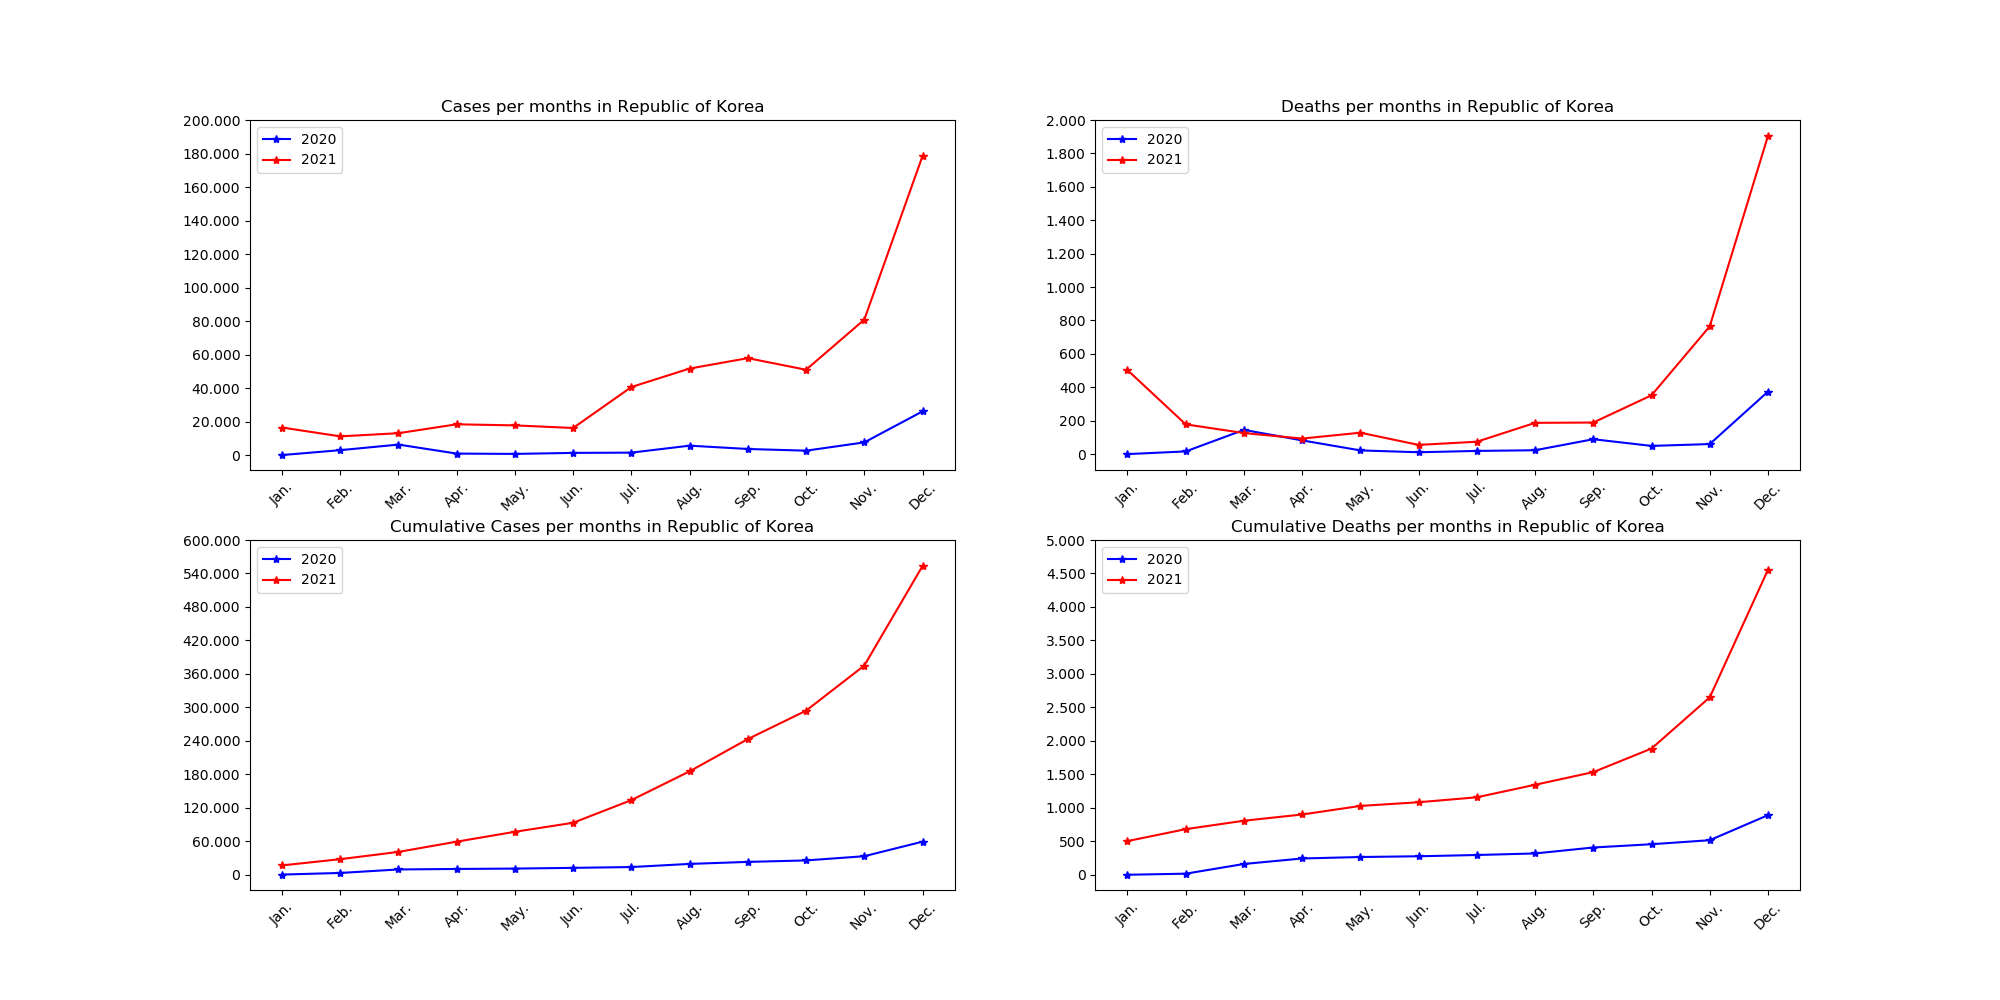 Cases per months in Republic of Korea
200.000
180.000
160.000
140.000
120.000
100.000
80.000
60.000
40.000
20.000
0
2020
2021
Jan.
Feb.
Mar.
Apr.
May.
Jun.
Jul.
Aug.
Sep.
Oct.
Nov.
Dec.
Deaths per months in Republic of Korea
2.000
1.800
1.600
1.400
1.200
1.000
800
600
400
200
0
2020
2021
Jan.
Feb.
Mar.
Apr.
May.
Jun.
Jul.
Aug.
Sep.
Oct.
Nov.
Dec.
Cumulative Cases per months in Republic of Korea
600.000
540.000
480.000
420.000
360.000
300.000
240.000
180.000
120.000
60.000
0
2020
2021
Jan.
Feb.
Mar.
Apr.
May.
Jun.
Jul.
Aug.
Sep.
Oct.
Nov.
Dec.
Cumulative Deaths per months in Republic of Korea
5.000
4.500
4.000
3.500
3.000
2.500
2.000
1.500
1.000
500
0
2020
2021
Jan.
Feb.
Mar.
Apr.
May.
Jun.
Jul.
Aug.
Sep.
Oct.
Nov.
Dec.